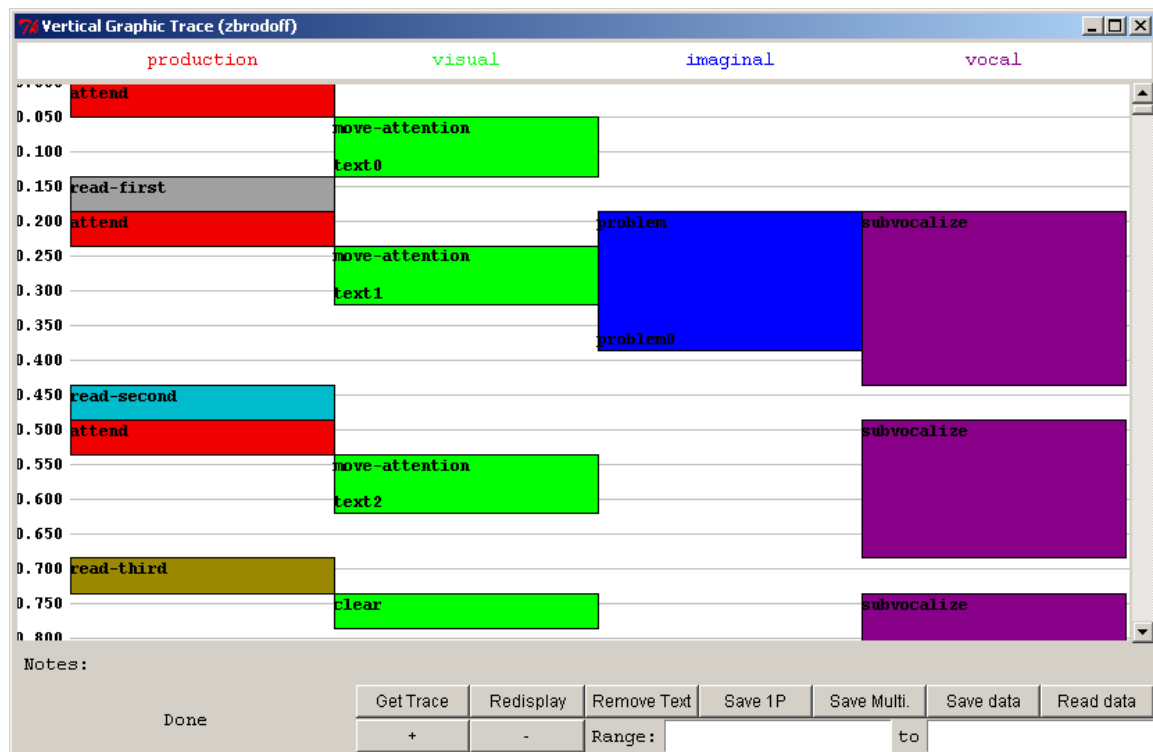 Vertical Graphic Trace (zbrodoff)
production visual imaginal vocal
attend
0.050
move-attention
0.100
text0
0.150
read-first
0.200
attend problem subvocalize
0.250
move-attention
0.300
text1
0.350
problem0
0.400
0.450
read-second
0.500
attend subvocalize
0.550
move-attention
0.600
text2
0.650
0.700
read-third
0.750
clear subvocalize
0.800
Notes:
Get Trace Redisplay Remove Text Save 1P Save Multi. Save data Read data
Done
+ - Range: to